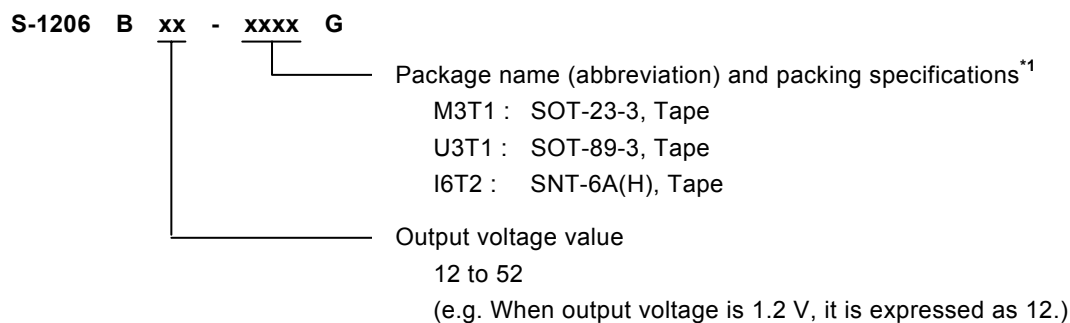 S-1206 B xx - xxxx G
Package name (abbreviation) and packing specifications*1
M3T1 : SOT-23-3, Tape
U3T1 : SOT-89-3, Tape
I6T2 : SNT-6A(H), Tape
Output voltage value
12 to 52
(e.g. When output voltage is 1.2 V, it is expressed as 12.)